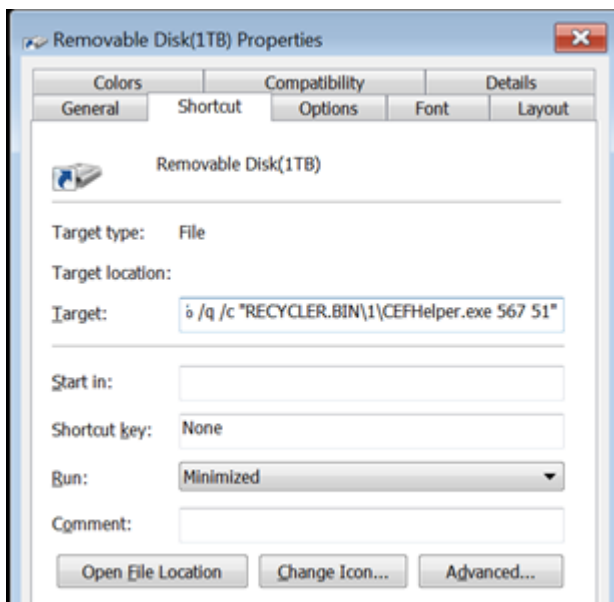 Removable Disk(1TB) Properties
Colors Compatibility Details
General Shortcut Options Font Layout
Removable Disk(1TB)
Target type: File
Target location:
Target: /q /c "RECYCLER.BIN\1\CEFHelper.exe 567 51"
Start in:
Shortcut key: None
Run: Minimized
Comment:
Open File Location Change Icon... Advanced...